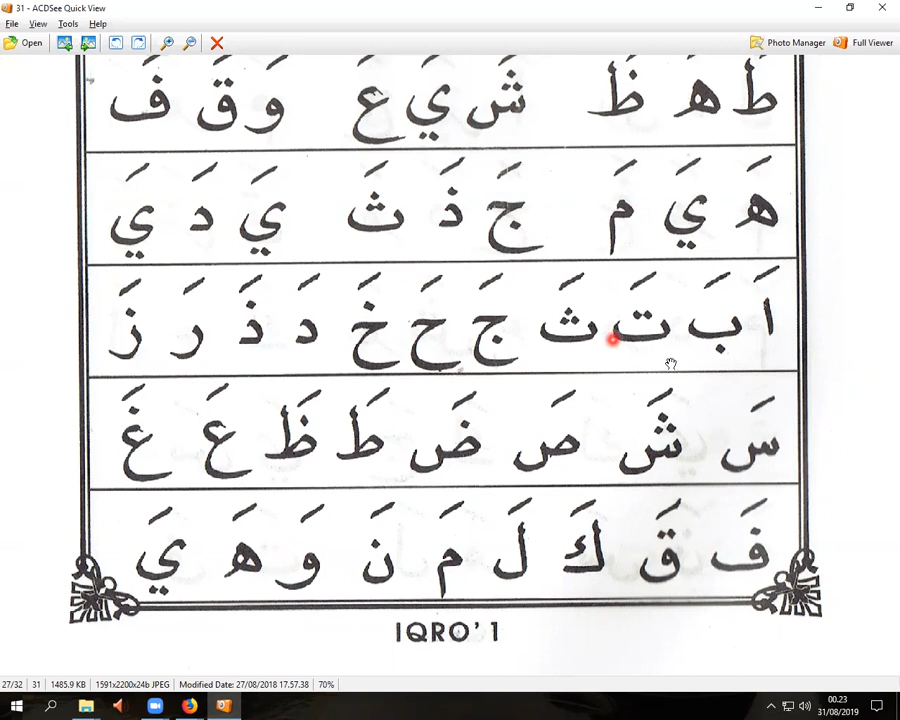 31 - ACDSee Quick View
File View Tools Help
Open Photo Manager Full Viewer
طَ هَ ظَ شَ يَ عَ وَ قَ فَ
هَ يَ مَ جَ ذَ ثَ يَ دَ يَ
اَ بَ تَ ثَ جَ حَ خَ دَ ذَ رَ زَ
سَ شَ صَ ضَ طَ ظَ عَ غَ
فَ قَ كَ لَ مَ نَ وَ هَ يَ
IQRO' 1
27/32 31 1485.9 KB 1591x2200x24b JPEG Modified Date: 27/08/2018 17.57.38 70%
00.23
31/08/2019